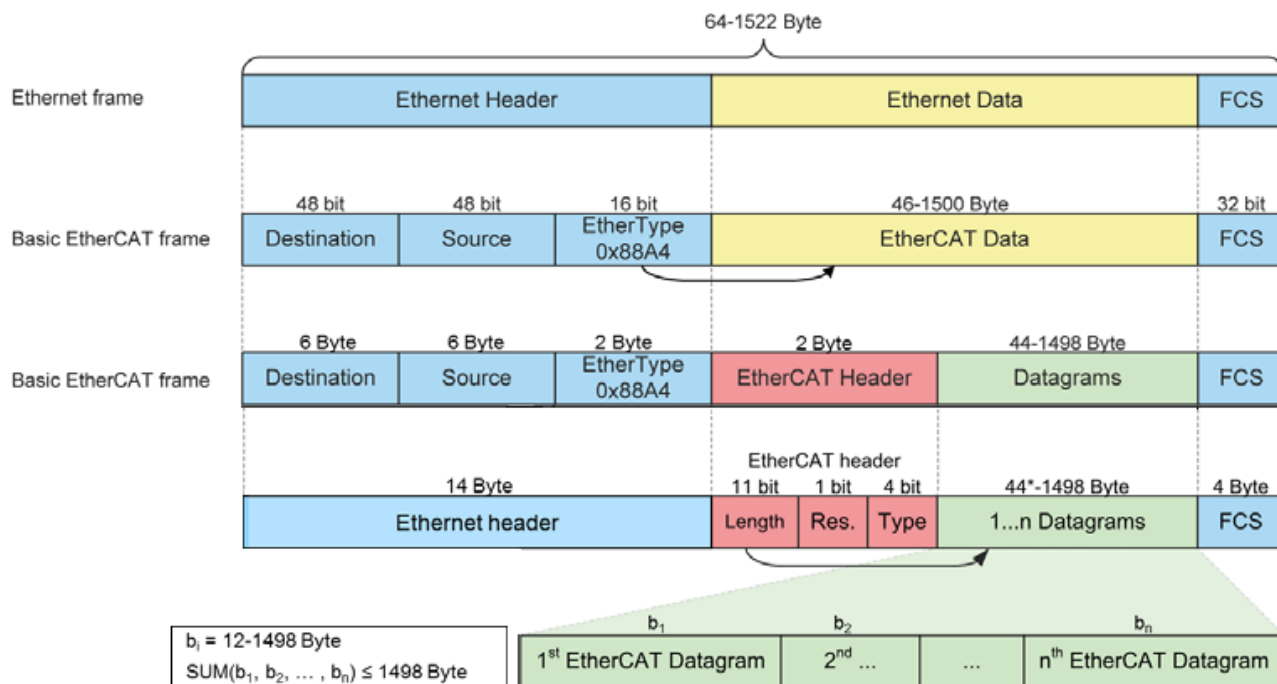 64-1522 Byte
Ethernet frame
Ethernet Header
Ethernet Data
FCS
48 bit
48 bit
16 bit
46-1500 Byte
32 bit
Basic EtherCAT frame
Destination
Source
EtherType
0x88A4
EtherCAT Data
FCS
6 Byte
6 Byte
2 Byte
2 Byte
44-1498 Byte
Basic EtherCAT frame
Destination
Source
EtherType
0x88A4
EtherCAT Header
Datagrams
FCS
EtherCAT header
14 Byte
11 bit
1 bit
4 bit
44*-1498 Byte
4 Byte
Ethernet header
Length
Res.
Type
1...n Datagrams
FCS
bi = 12-1498 Byte
SUM(b1, b2, ... , bn) ≤ 1498 Byte
b1
b2
bn
1st EtherCAT Datagram
2nd ...
...
nth EtherCAT Datagram